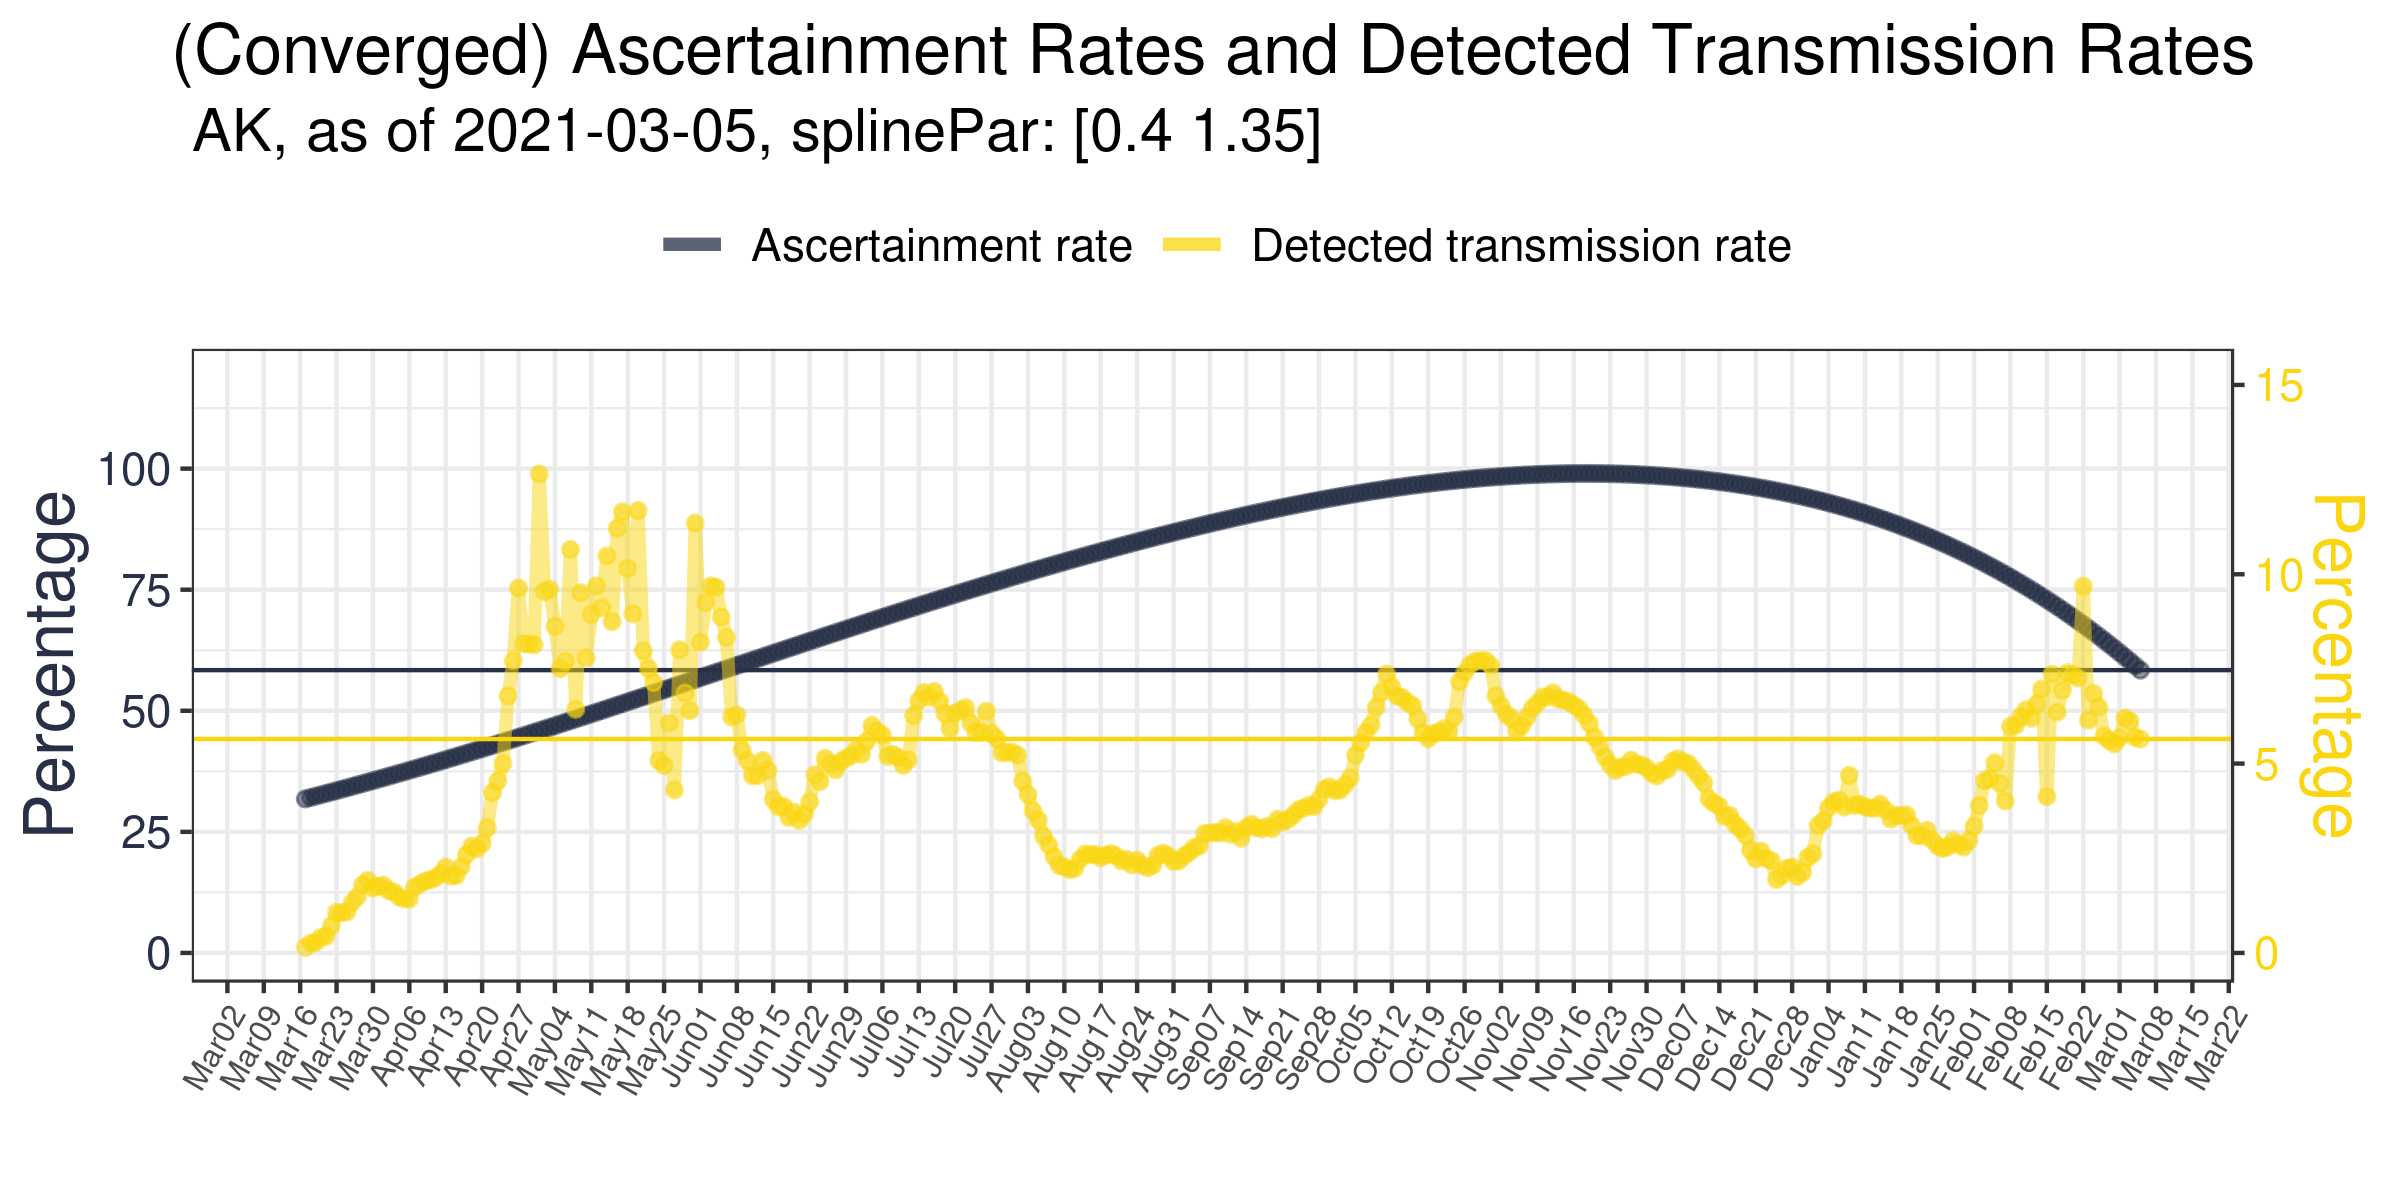 (Converged) Ascertainment Rates and Detected Transmission Rates
AK, as of 2021-03-05, splinePar: [0.4 1.35]
Ascertainment rate Detected transmission rate
Percentage
100
75
50
25
0
15
10
5
0
Percentage
Mar02 Mar09 Mar16 Mar23 Mar30 Apr06 Apr13 Apr20 Apr27 May04 May11 May18 May25 Jun01 Jun08 Jun15 Jun22 Jun29 Jul06 Jul13 Jul20 Jul27 Aug03 Aug10 Aug17 Aug24 Aug31 Sep07 Sep14 Sep21 Sep28 Oct05 Oct12 Oct19 Oct26 Nov02 Nov09 Nov16 Nov23 Nov30 Dec07 Dec14 Dec21 Dec28 Jan04 Jan11 Jan18 Jan25 Feb01 Feb08 Feb15 Feb22 Mar01 Mar08 Mar15 Mar22